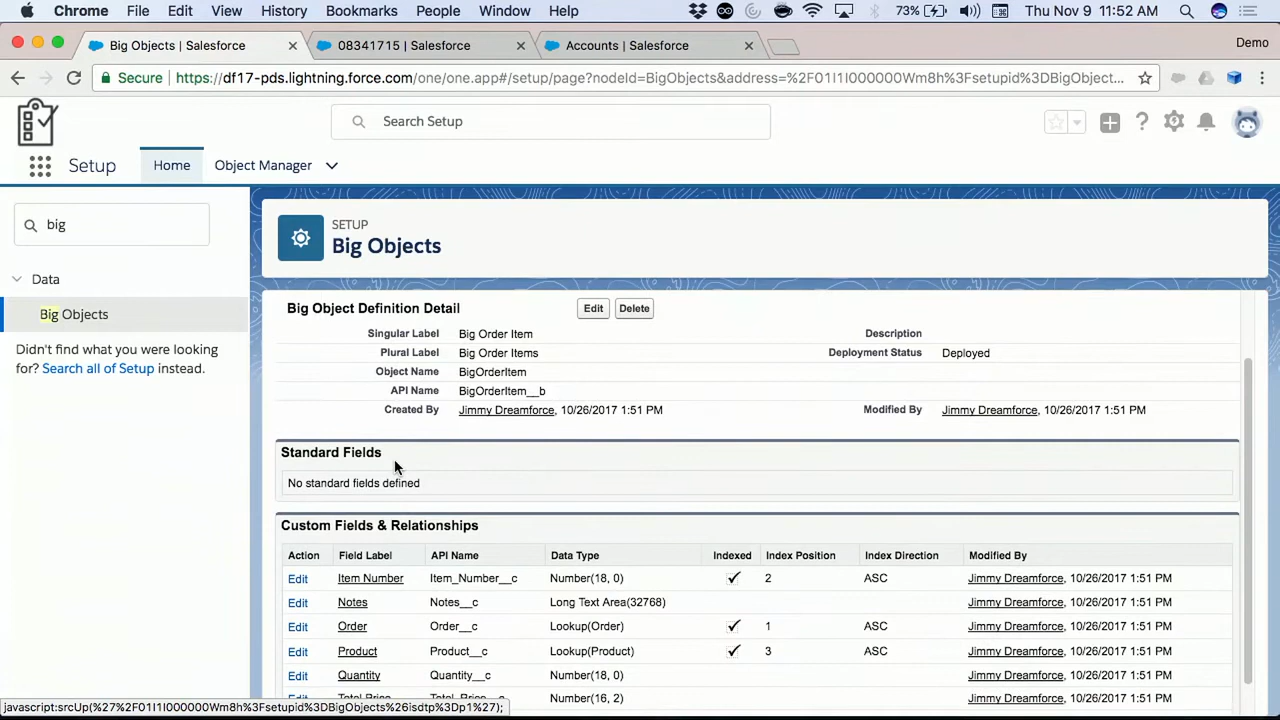 Chrome File Edit View History Bookmarks People Window Help 73% Thu Nov 9 11:52 AM
Big Objects | Salesforce × 08341715 | Salesforce × Accounts | Salesforce × Demo
Secure https://df17-pds.lightning.force.com/one/one.app#/setup/page?nodeId=BigObjects&address=%2F01I1I000000Wm8h%3Fsetupid%3DBigObject...
Search Setup
Setup Home Object Manager
big
SETUP
Big Objects
Data
Big Objects
Didn't find what you were looking
for? Search all of Setup instead.
Big Object Definition Detail Edit Delete
Singular Label Big Order Item Description
Plural Label Big Order Items Deployment Status Deployed
Object Name BigOrderItem
API Name BigOrderItem__b
Created By Jimmy Dreamforce, 10/26/2017 1:51 PM Modified By Jimmy Dreamforce, 10/26/2017 1:51 PM
Standard Fields
No standard fields defined
Custom Fields & Relationships
Action Field Label API Name Data Type Indexed Index Position Index Direction Modified By
Edit Item Number Item_Number__c Number(18, 0) ✓ 2 ASC Jimmy Dreamforce, 10/26/2017 1:51 PM
Edit Notes Notes__c Long Text Area(32768) Jimmy Dreamforce, 10/26/2017 1:51 PM
Edit Order Order__c Lookup(Order) ✓ 1 ASC Jimmy Dreamforce, 10/26/2017 1:51 PM
Edit Product Product__c Lookup(Product) ✓ 3 ASC Jimmy Dreamforce, 10/26/2017 1:51 PM
Edit Quantity Quantity__c Number(18, 0) Jimmy Dreamforce, 10/26/2017 1:51 PM
Edit Total Price Total_Price__c Number(16, 2) Jimmy Dreamforce, 10/26/2017 1:51 PM
javascript:srcUp(%27%2F01I1I000000Wm8h%3Fsetupid%3DBigObjects%26isdtp%3Dp1%27);